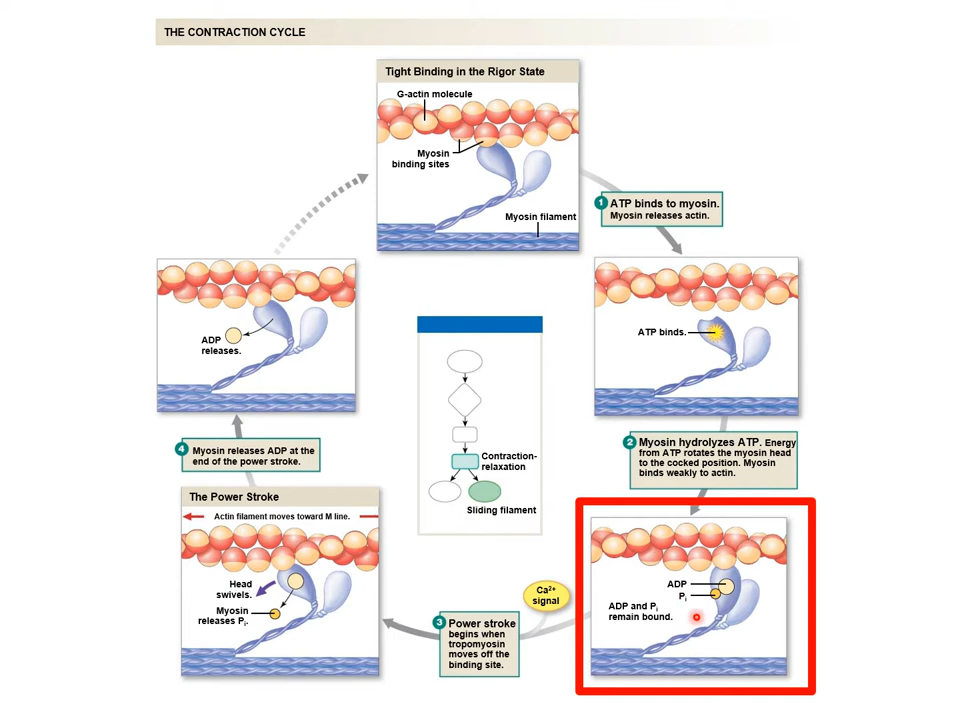 THE CONTRACTION CYCLE
Tight Binding in the Rigor State
G-actin molecule
Myosin
binding sites
Myosin filament
1 ATP binds to myosin.
Myosin releases actin.
ATP binds.
2 Myosin hydrolyzes ATP. Energy
from ATP rotates the myosin head
to the cocked position. Myosin
binds weakly to actin.
ADP
Pi
ADP and Pi
remain bound.
Ca2+
signal
3 Power stroke
begins when
tropomyosin
moves off the
binding site.
The Power Stroke
Actin filament moves toward M line.
Head
swivels.
Myosin
releases Pi.
4 Myosin releases ADP at the
end of the power stroke.
ADP
releases.
Contraction-
relaxation
Sliding filament